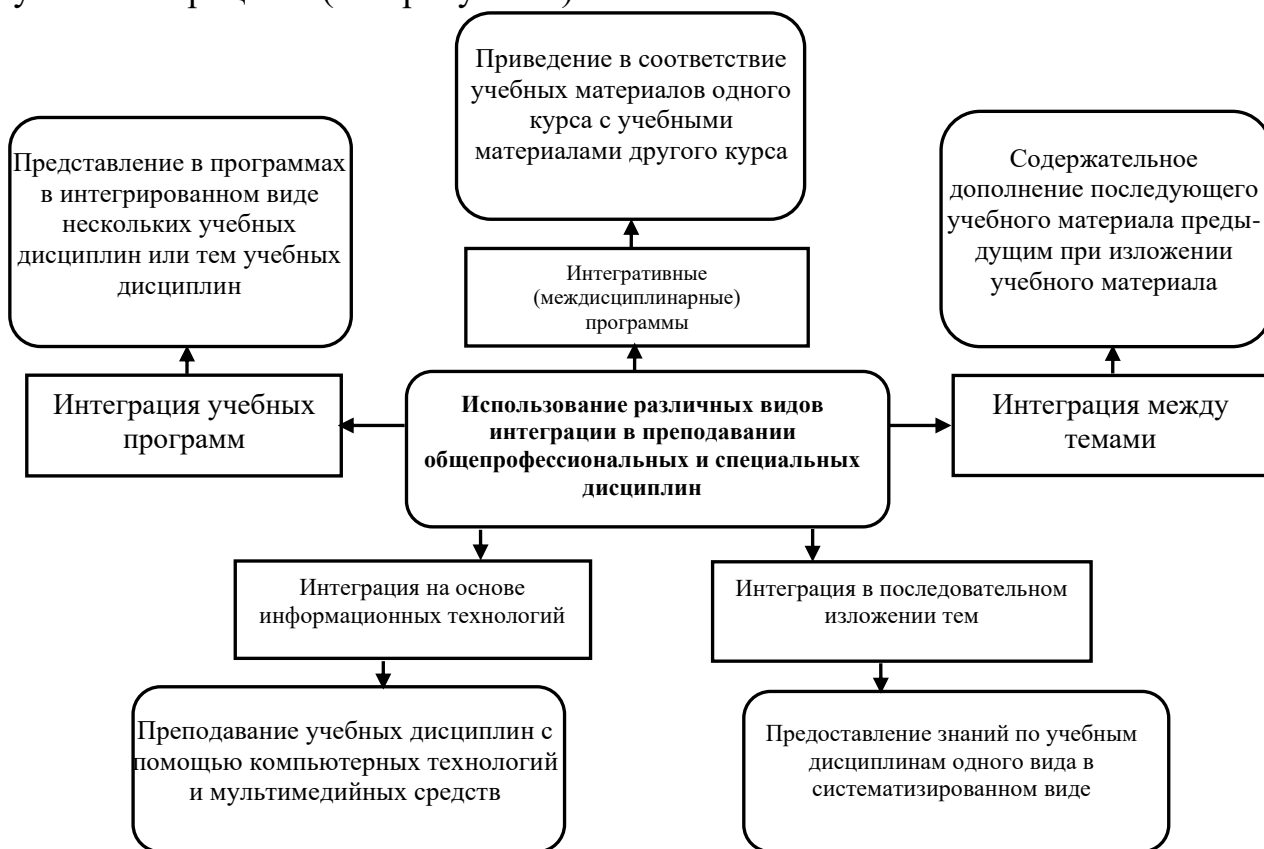 Приведение в соответствие
учебных материалов одного
курса с учебными
материалами другого курса
Представление в программах
в интегрированном виде
нескольких учебных
дисциплин или тем учебных
дисциплин
Содержательное
дополнение последующего
учебного материала преды-
дущим при изложении
учебного материала
Интегративные
(междисциплинарные)
программы
Интеграция учебных
программ
Использование различных видов
интеграции в преподавании
общепрофессиональных и специальных
дисциплин
Интеграция между
темами
Интеграция на основе
информационных технологий
Интеграция в последовательном
изложении тем
Преподавание учебных дисциплин с
помощью компьютерных технологий
и мультимедийных средств
Предоставление знаний по учебным
дисциплинам одного вида в
систематизированном виде